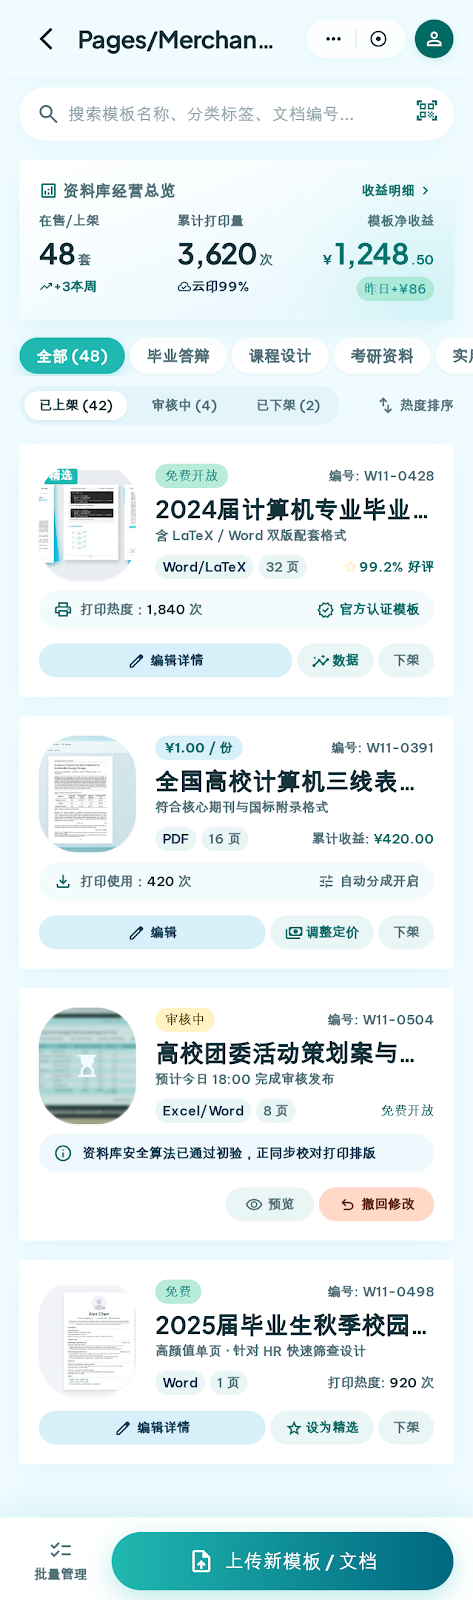 Pages/Merchan...
搜索模板名称、分类标签、文档编号...
资料库经营总览
收益明细
在售/上架
累计打印量
模板净收益
48 套
3,620 次
¥1,248.50
+3本周
云印99%
昨日+¥86
全部 (48)
毕业答辩
课程设计
考研资料
已上架 (42)
审核中 (4)
已下架 (2)
热度排序
精选
免费开放
编号: W11-0428
2024届计算机专业毕业...
含 LaTeX / Word 双版配套格式
Word/LaTeX
32 页
99.2% 好评
打印热度：1,840 次
官方认证模板
编辑详情
数据
下架
¥1.00 / 份
编号: W11-0391
全国高校计算机三线表...
符合核心期刊与国标附录格式
PDF
16 页
累计收益: ¥420.00
打印使用：420 次
自动分成开启
编辑
调整定价
下架
审核中
编号: W11-0504
高校团委活动策划案与...
预计今日 18:00 完成审核发布
Excel/Word
8 页
免费开放
资料库安全算法已通过初验，正同步校对打印排版
预览
撤回修改
Alex Chen
免费
编号: W11-0498
2025届毕业生秋季校园...
高颜值单页 · 针对 HR 快速筛查设计
Word
1 页
打印热度: 920 次
编辑详情
设为精选
下架
批量管理
上传新模板 / 文档